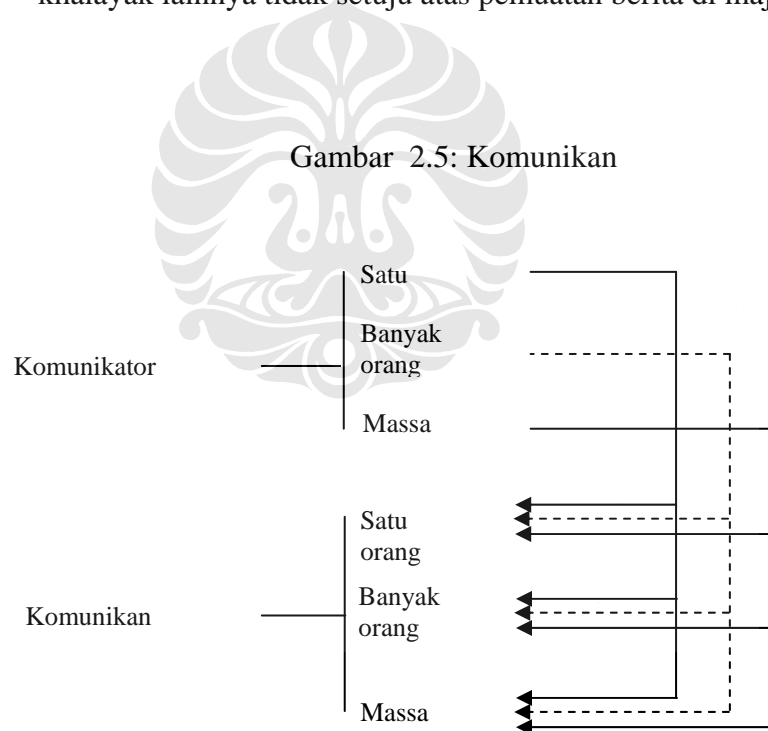 khalayak lainnya tidak setuju atas pemuatan berita di maj
Gambar 2.5: Komunikan
Satu
Banyak
orang
Komunikator
Massa
Satu
orang
Banyak
orang
Komunikan
Massa